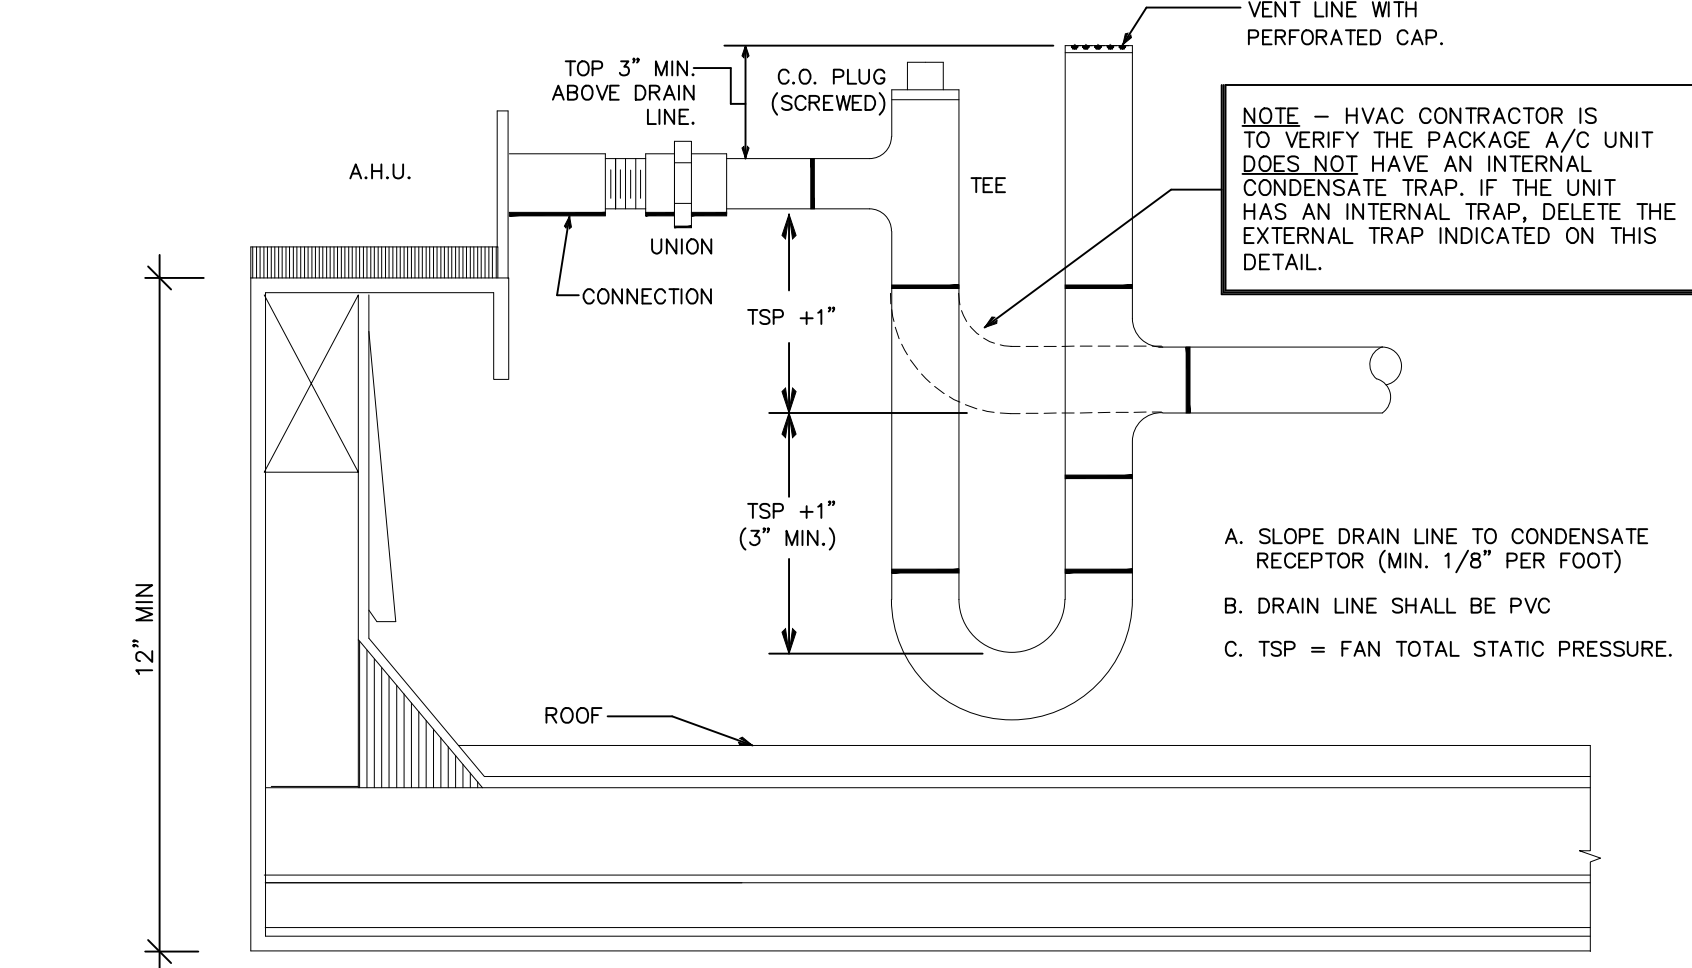 VENT LINE WITH
PERFORATED CAP.
TOP 3” MIN.
ABOVE DRAIN
LINE.
C.O. PLUG
(SCREWED)
NOTE – HVAC CONTRACTOR IS
TO VERIFY THE PACKAGE A/C UNIT
DOES NOT HAVE AN INTERNAL
CONDENSATE TRAP. IF THE UNIT
HAS AN INTERNAL TRAP, DELETE THE
EXTERNAL TRAP INDICATED ON THIS
DETAIL.
A.H.U.
TEE
UNION
CONNECTION
TSP +1”
TSP +1”
(3” MIN.)
12” MIN
A. SLOPE DRAIN LINE TO CONDENSATE
RECEPTOR (MIN. 1/8” PER FOOT)
B. DRAIN LINE SHALL BE PVC
C. TSP = FAN TOTAL STATIC PRESSURE.
ROOF